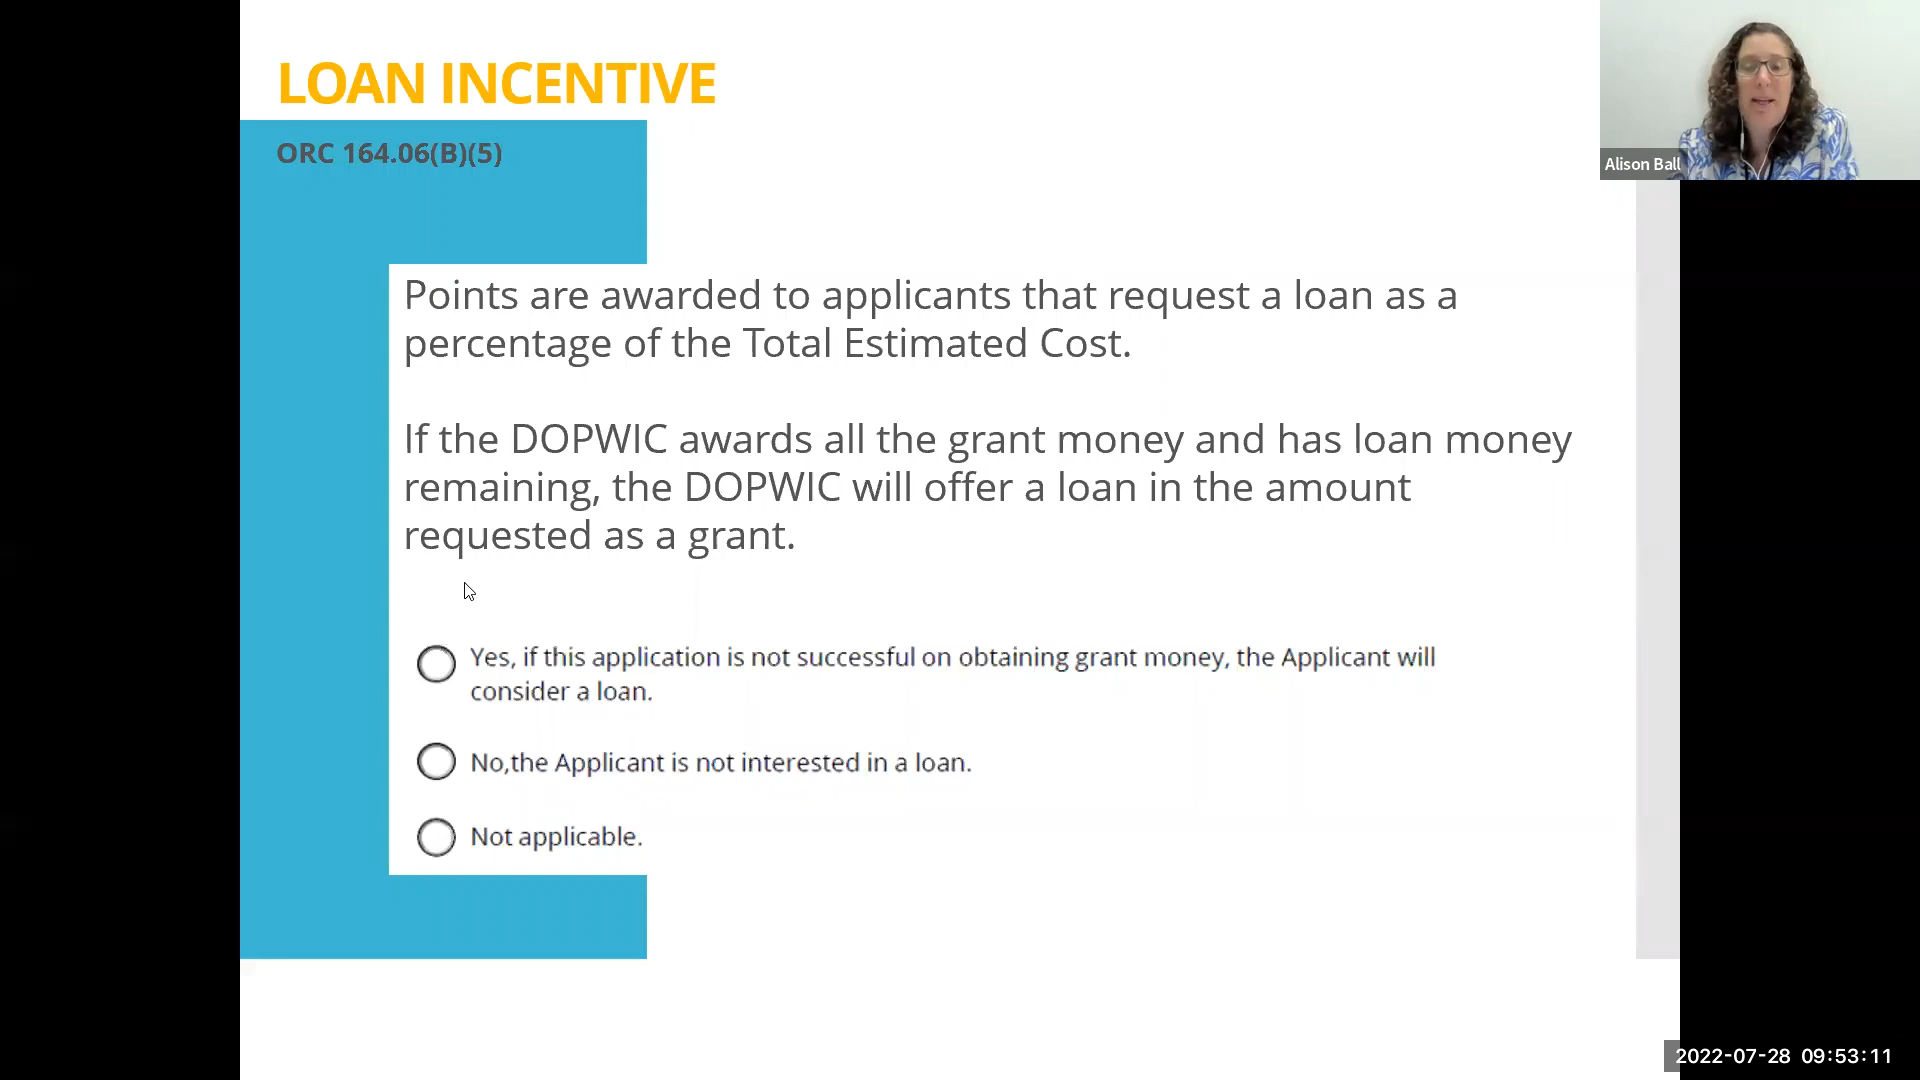 LOAN INCENTIVE
ORC 164.06(B)(5)
Alison Ball
Points are awarded to applicants that request a loan as a
percentage of the Total Estimated Cost.
If the DOPWIC awards all the grant money and has loan money
remaining, the DOPWIC will offer a loan in the amount
requested as a grant.
Yes, if this application is not successful on obtaining grant money, the Applicant will
consider a loan.
No,the Applicant is not interested in a loan.
Not applicable.
2022-07-28 09:53:11